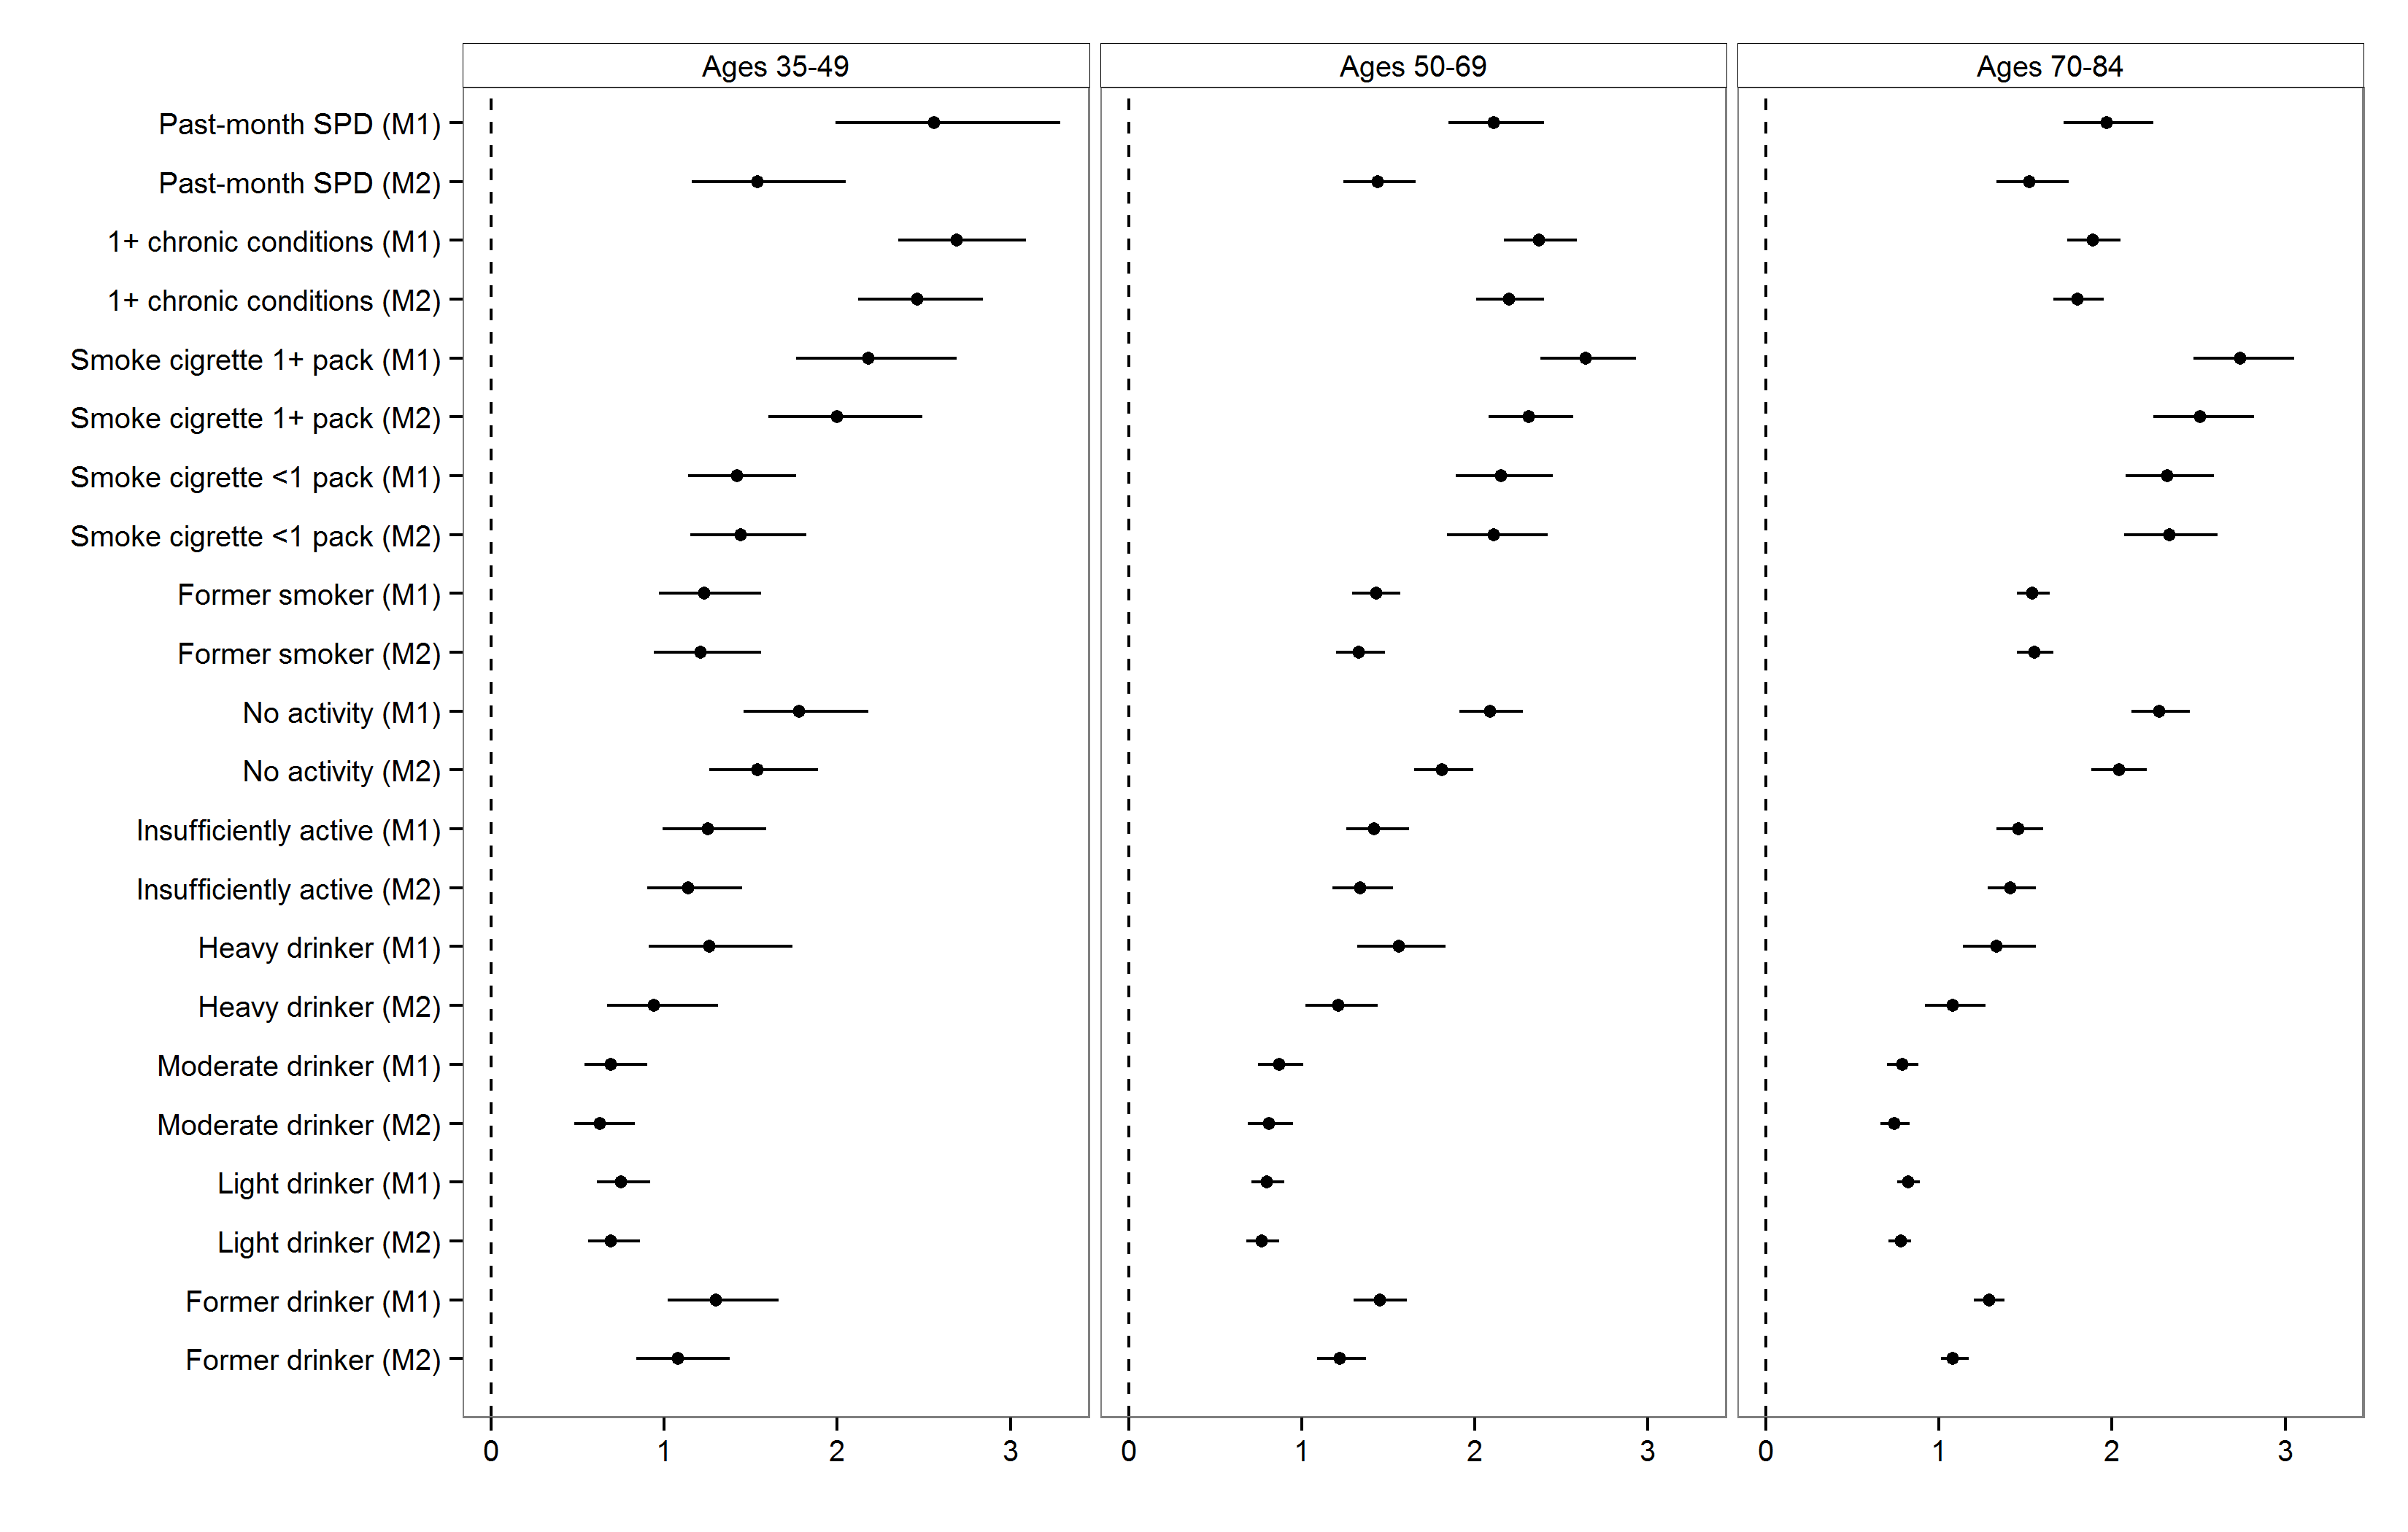 Ages 35-49
Ages 50-69
Ages 70-84
Past-month SPD (M1)
Past-month SPD (M2)
1+ chronic conditions (M1)
1+ chronic conditions (M2)
Smoke cigrette 1+ pack (M1)
Smoke cigrette 1+ pack (M2)
Smoke cigrette <1 pack (M1)
Smoke cigrette <1 pack (M2)
Former smoker (M1)
Former smoker (M2)
No activity (M1)
No activity (M2)
Insufficiently active (M1)
Insufficiently active (M2)
Heavy drinker (M1)
Heavy drinker (M2)
Moderate drinker (M1)
Moderate drinker (M2)
Light drinker (M1)
Light drinker (M2)
Former drinker (M1)
Former drinker (M2)
0 1 2 3
0 1 2 3
0 1 2 3